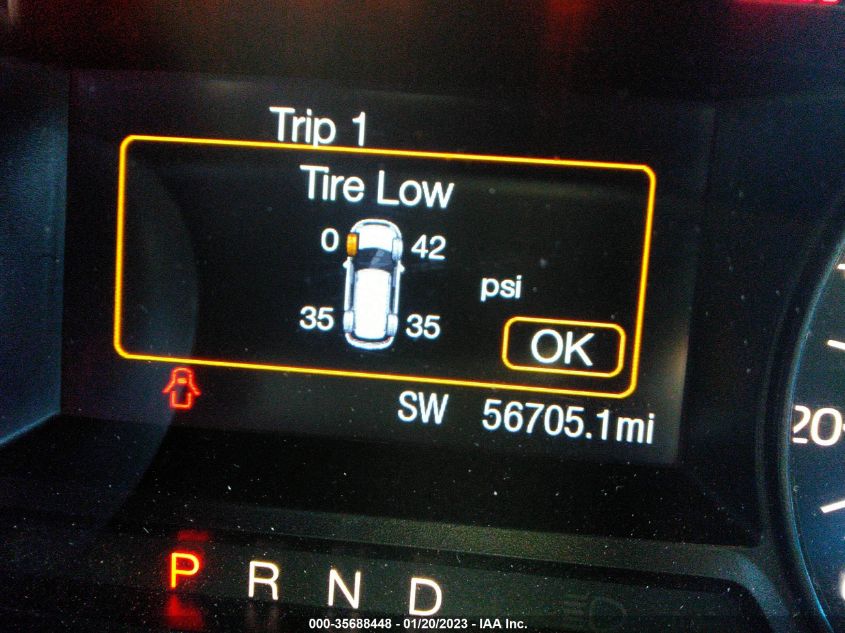 Trip 1
Tire Low
0 42
psi
35 35
OK
SW 56705.1mi
20
P R N D
000-35688448 - 01/20/2023 - IAA Inc.